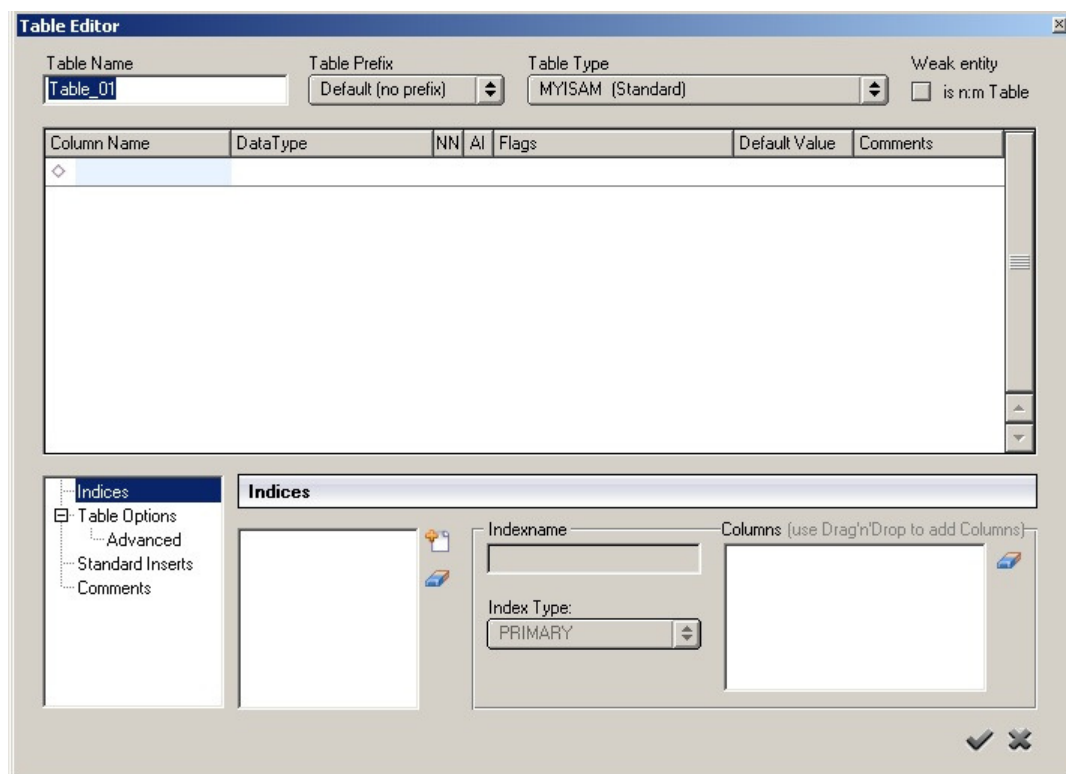 Table Editor
Table Name Table Prefix Table Type Weak entity
Table_01 Default (no prefix) MYISAM (Standard) is n:m Table
Column Name DataType NN AI Flags Default Value Comments
Indices Indices
Table Options
Advanced
Standard Inserts
Comments
Indexname Columns (use Drag'n'Drop to add Columns)
Index Type:
PRIMARY